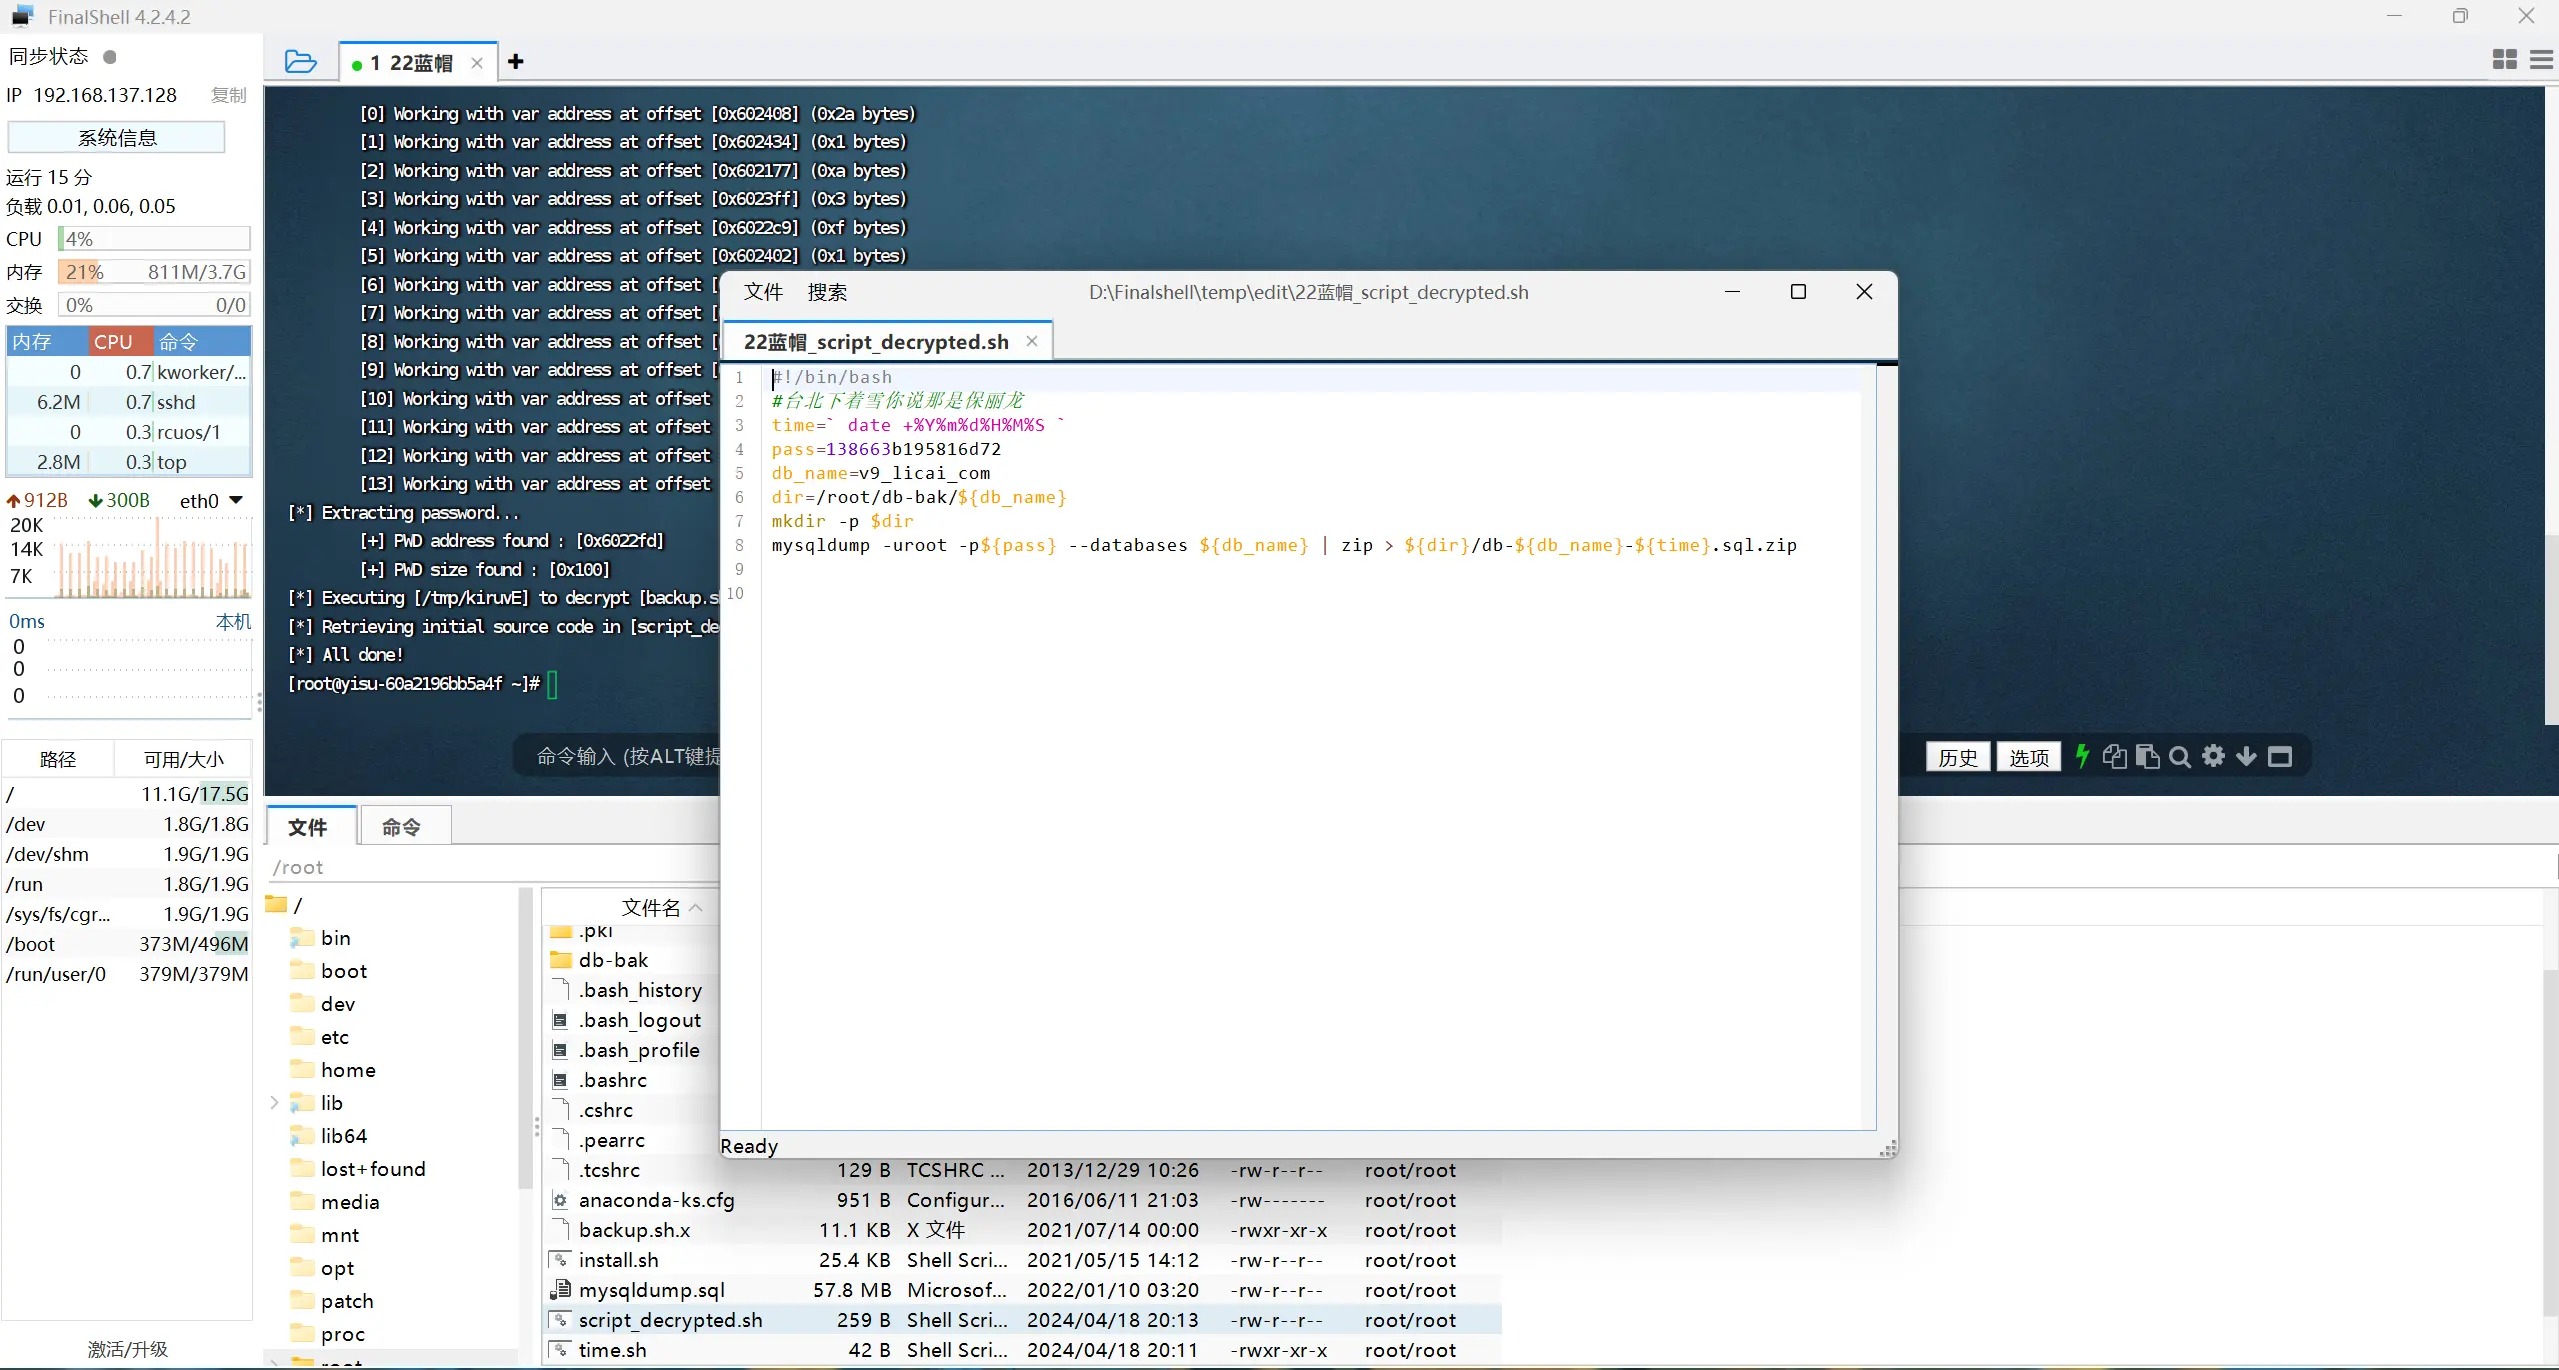 FinalShell 4.2.4.2
同步状态
IP 192.168.137.128 复制
系统信息
运行 15 分
负载 0.01, 0.06, 0.05
CPU 4%
内存 21% 811M/3.7G
交换 0% 0/0
内存 CPU 命令
0 0.7 kworker/...
6.2M 0.7 sshd
0 0.3 rcuos/1
2.8M 0.3 top
912B 300B eth0
20K
14K
7K
0ms 本机
0
0
0
路径 可用/大小
/ 11.1G/17.5G
/dev 1.8G/1.8G
/dev/shm 1.9G/1.9G
/run 1.8G/1.9G
/sys/fs/cgr... 1.9G/1.9G
/boot 373M/496M
/run/user/0 379M/379M
激活/升级
1 22蓝帽
[0] Working with var address at offset [0x602408] (0x2a bytes)
[1] Working with var address at offset [0x602434] (0x1 bytes)
[2] Working with var address at offset [0x602177] (0xa bytes)
[3] Working with var address at offset [0x6023ff] (0x3 bytes)
[4] Working with var address at offset [0x6022c9] (0xf bytes)
[5] Working with var address at offset [0x602402] (0x1 bytes)
[6] Working with var address at offset [
[7] Working with var address at offset [
[8] Working with var address at offset [
[9] Working with var address at offset [
[10] Working with var address at offset
[11] Working with var address at offset
[12] Working with var address at offset
[13] Working with var address at offset
[*] Extracting password...
[+] PWD address found : [0x6022fd]
[+] PWD size found : [0x100]
[*] Executing [/tmp/kiruvE] to decrypt [backup.s
[*] Retrieving initial source code in [script_de
[*] All done!
[root@yisu-60a2196bb5a4f ~]#
命令输入 (按ALT键提
历史 选项
文件 搜索 D:\Finalshell\temp\edit\22蓝帽_script_decrypted.sh
22蓝帽_script_decrypted.sh
1 #!/bin/bash
2 #台北下着雪你说那是保丽龙
3 time=` date +%Y%m%d%H%M%S `
4 pass=138663b195816d72
5 db_name=v9_licai_com
6 dir=/root/db-bak/${db_name}
7 mkdir -p $dir
8 mysqldump -uroot -p${pass} --databases ${db_name} | zip > ${dir}/db-${db_name}-${time}.sql.zip
9
10
Ready
文件 命令
/root
/
bin
boot
dev
etc
home
lib
lib64
lost+found
media
mnt
opt
patch
proc
root
文件名
.pki
db-bak
.bash_history
.bash_logout
.bash_profile
.bashrc
.cshrc
.pearrc
.tcshrc 129 B TCSHRC ... 2013/12/29 10:26 -rw-r--r-- root/root
anaconda-ks.cfg 951 B Configur... 2016/06/11 21:03 -rw------- root/root
backup.sh.x 11.1 KB X 文件 2021/07/14 00:00 -rwxr-xr-x root/root
install.sh 25.4 KB Shell Scri... 2021/05/15 14:12 -rw-r--r-- root/root
mysqldump.sql 57.8 MB Microsof... 2022/01/10 03:20 -rw-r--r-- root/root
script_decrypted.sh 259 B Shell Scri... 2024/04/18 20:13 -rw-r--r-- root/root
time.sh 42 B Shell Scri... 2024/04/18 20:11 -rwxr-xr-x root/root